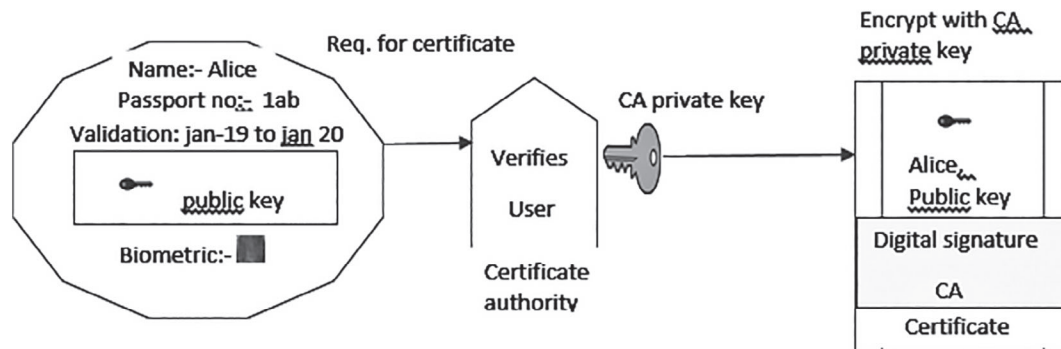 Name:- Alice
Passport no:- 1ab
Validation: jan-19 to jan 20
public key
Biometric:-
Req. for certificate
Verifies
User
Certificate
authority
CA private key
Encrypt with CA
private key
Alice,
Public key
Digital signature
CA
Certificate